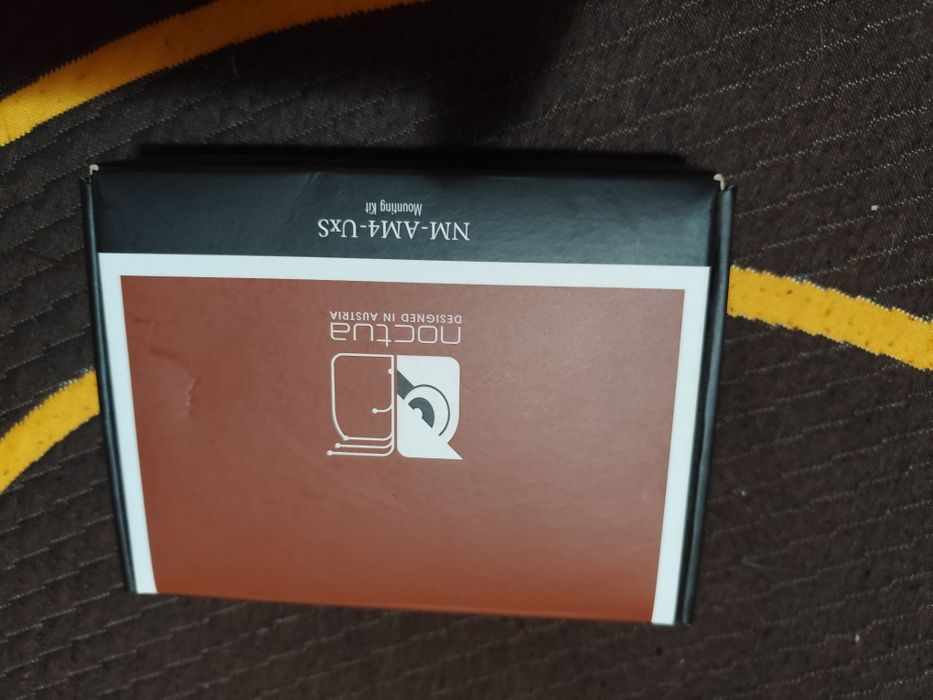 noctua
DESIGNED IN AUSTRIA
NM-AM4-UxS
Mounting Kit